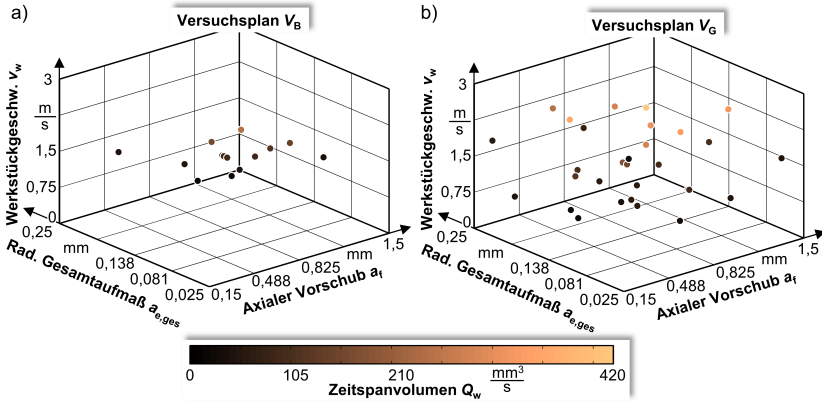 a)
Versuchsplan V_B
Werkstückgeschw. v_w
3
m/s
1,5
0,75
0
0,25
mm
0,138
0,081
0,025
Rad. Gesamtaufmaß a_e,ges
0,15
0,488
0,825
mm
1,5
Axialer Vorschub a_f
b)
Versuchsplan V_G
Werkstückgeschw. v_w
3
m/s
1,5
0,75
0
0,25
mm
0,138
0,081
0,025
Rad. Gesamtaufmaß a_e,ges
0,15
0,488
0,825
mm
1,5
Axialer Vorschub a_f
0 105 210 mm³/s 420
Zeitspanvolumen Q_w